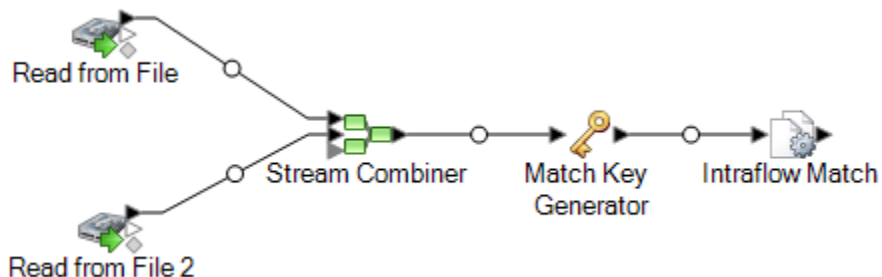 Read from File
Stream Combiner
Match Key
Generator
Intraflow Match
Read from File 2